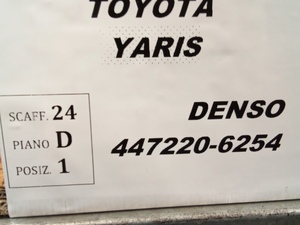 TOYOTA
YARIS
SCAFF. 24
PIANO D
POSIZ. 1
DENSO
447220-6254